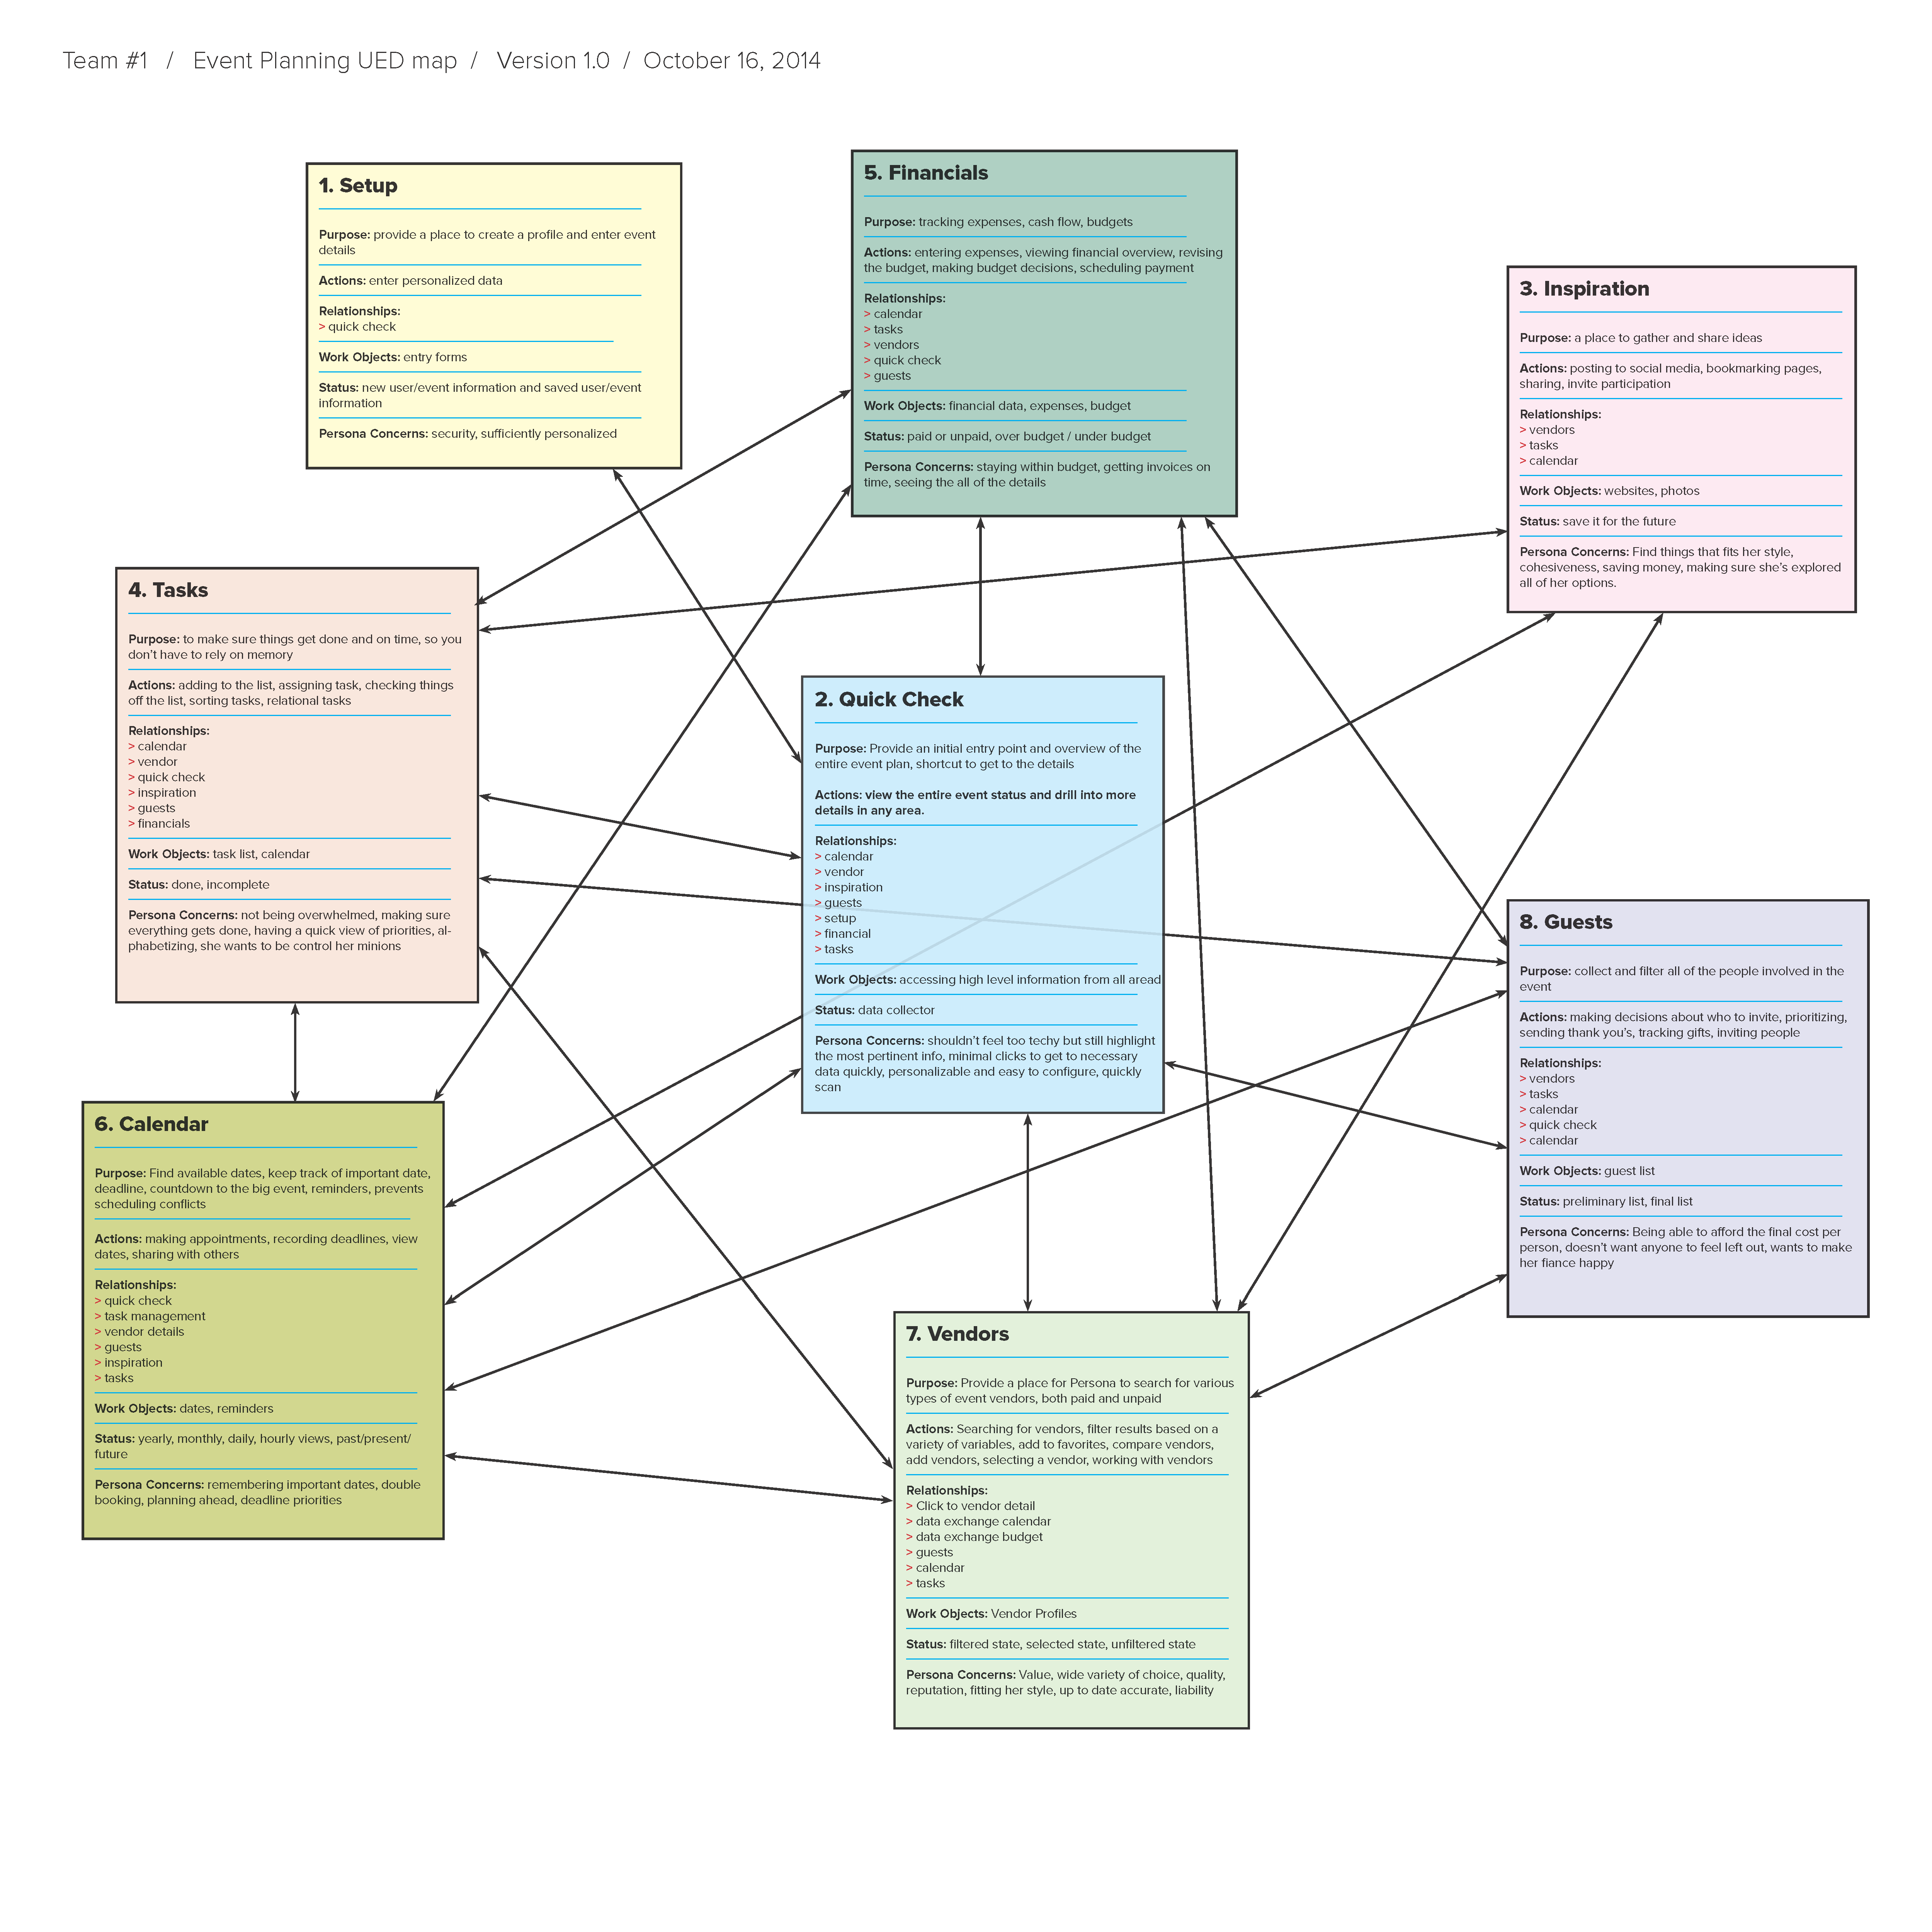 Team #1 / Event Planning UED map / Version 1.0 / October 16, 2014
1. Setup
Purpose: provide a place to create a profile and enter event
details
Actions: enter personalized data
Relationships:
> quick check
Work Objects: entry forms
Status: new user/event information and saved user/event
information
Persona Concerns: security, sufficiently personalized
5. Financials
Purpose: tracking expenses, cash flow, budgets
Actions: entering expenses, viewing financial overview, revising
the budget, making budget decisions, scheduling payment
Relationships:
> calendar
> tasks
> vendors
> quick check
> guests
Work Objects: financial data, expenses, budget
Status: paid or unpaid, over budget / under budget
Persona Concerns: staying within budget, getting invoices on
time, seeing the all of the details
3. Inspiration
Purpose: a place to gather and share ideas
Actions: posting to social media, bookmarking pages,
sharing, invite participation
Relationships:
> vendors
> tasks
> calendar
Work Objects: websites, photos
Status: save it for the future
Persona Concerns: Find things that fits her style,
cohesiveness, saving money, making sure she's explored
all of her options.
4. Tasks
Purpose: to make sure things get done and on time, so you
don't have to rely on memory
Actions: adding to the list, assigning task, checking things
off the list, sorting tasks, relational tasks
Relationships:
> calendar
> vendor
> quick check
> inspiration
> guests
> financials
Work Objects: task list, calendar
Status: done, incomplete
Persona Concerns: not being overwhelmed, making sure
everything gets done, having a quick view of priorities, al-
phabetizing, she wants to be control her minions
2. Quick Check
Purpose: Provide an initial entry point and overview of the
entire event plan, shortcut to get to the details
Actions: view the entire event status and drill into more
details in any area.
Relationships:
> calendar
> vendor
> inspiration
> guests
> setup
> financial
> tasks
Work Objects: accessing high level information from all aread
Status: data collector
Persona Concerns: shouldn't feel too techy but still highlight
the most pertinent info, minimal clicks to get to necessary
data quickly, personalizable and easy to configure, quickly
scan
8. Guests
Purpose: collect and filter all of the people involved in the
event
Actions: making decisions about who to invite, prioritizing,
sending thank you's, tracking gifts, inviting people
Relationships:
> vendors
> tasks
> calendar
> quick check
> calendar
Work Objects: guest list
Status: preliminary list, final list
Persona Concerns: Being able to afford the final cost per
person, doesn't want anyone to feel left out, wants to make
her fiance happy
6. Calendar
Purpose: Find available dates, keep track of important date,
deadline, countdown to the big event, reminders, prevents
scheduling conflicts
Actions: making appointments, recording deadlines, view
dates, sharing with others
Relationships:
> quick check
> task management
> vendor details
> guests
> inspiration
> tasks
Work Objects: dates, reminders
Status: yearly, monthly, daily, hourly views, past/present/
future
Persona Concerns: remembering important dates, double
booking, planning ahead, deadline priorities
7. Vendors
Purpose: Provide a place for Persona to search for various
types of event vendors, both paid and unpaid
Actions: Searching for vendors, filter results based on a
variety of variables, add to favorites, compare vendors,
add vendors, selecting a vendor, working with vendors
Relationships:
> Click to vendor detail
> data exchange calendar
> data exchange budget
> guests
> calendar
> tasks
Work Objects: Vendor Profiles
Status: filtered state, selected state, unfiltered state
Persona Concerns: Value, wide variety of choice, quality,
reputation, fitting her style, up to date accurate, liability